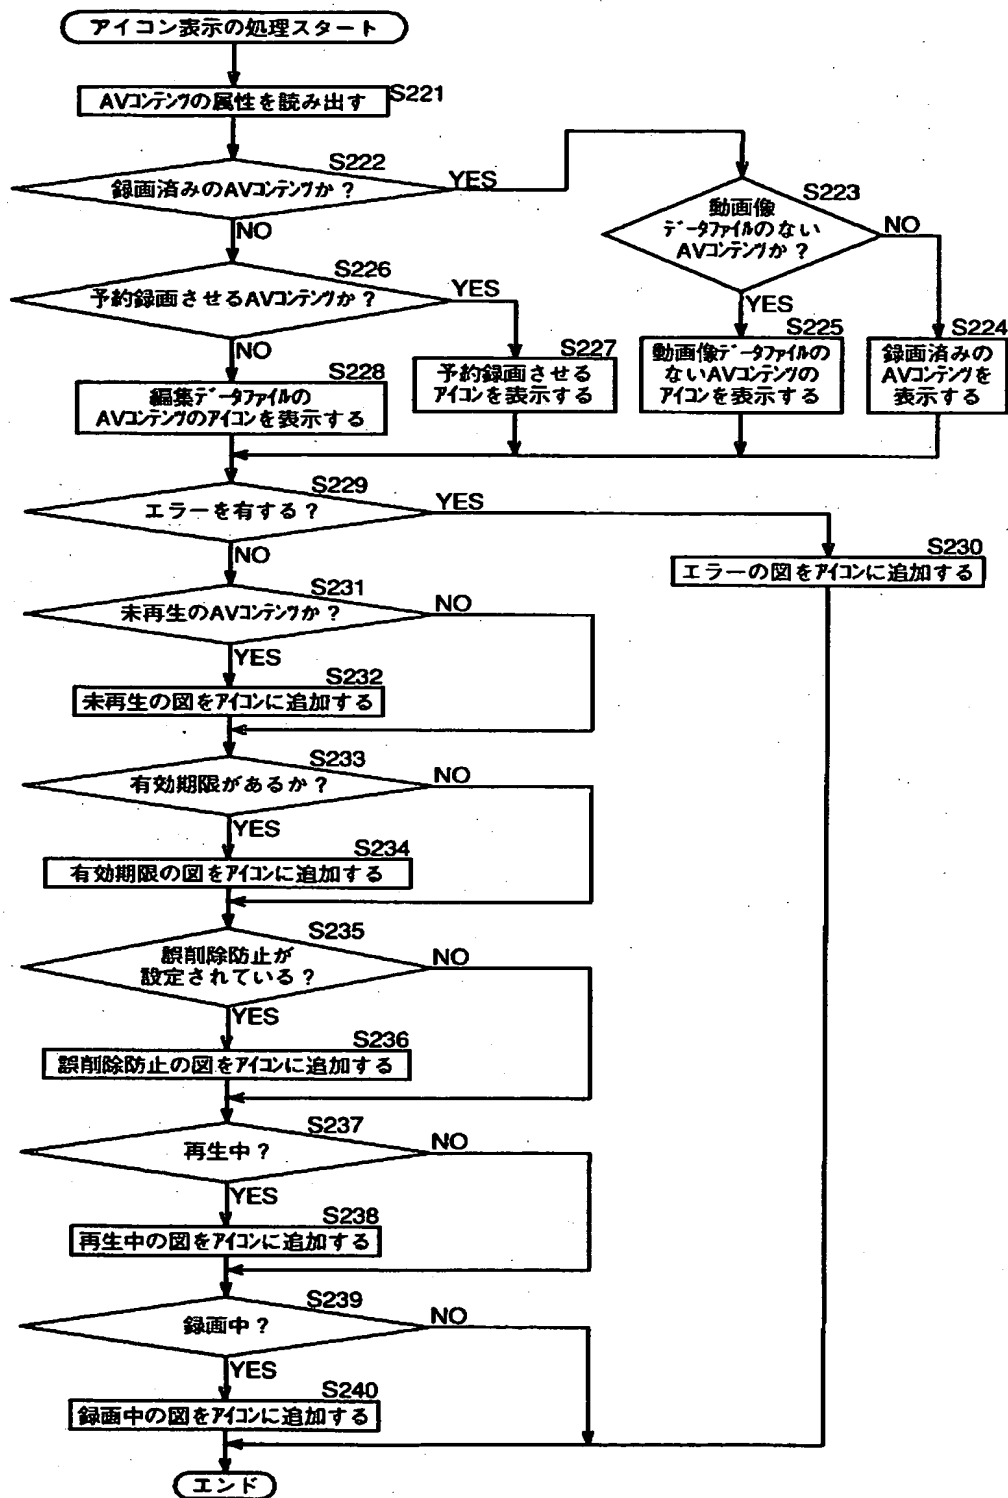 アイコン表示の処理スタート
S221
AVコンテンツの属性を読み出す
S222
録画済みのAVコンテンツか？
YES
NO
S223
動画像
データファイルのない
AVコンテンツか？
NO
YES
S226
予約録画させるAVコンテンツか？
YES
NO
S228
編集データファイルの
AVコンテンツのアイコンを表示する
S227
予約録画させる
アイコンを表示する
S225
動画像データファイルの
ないAVコンテンツの
アイコンを表示する
S224
録画済みの
AVコンテンツを
表示する
S229
エラーを有する？
YES
NO
S230
エラーの図をアイコンに追加する
S231
未再生のAVコンテンツか？
NO
YES
S232
未再生の図をアイコンに追加する
S233
有効期限があるか？
NO
YES
S234
有効期限の図をアイコンに追加する
S235
誤削除防止が
設定されている？
NO
YES
S236
誤削除防止の図をアイコンに追加する
S237
再生中？
NO
YES
S238
再生中の図をアイコンに追加する
S239
録画中？
NO
YES
S240
録画中の図をアイコンに追加する
エンド